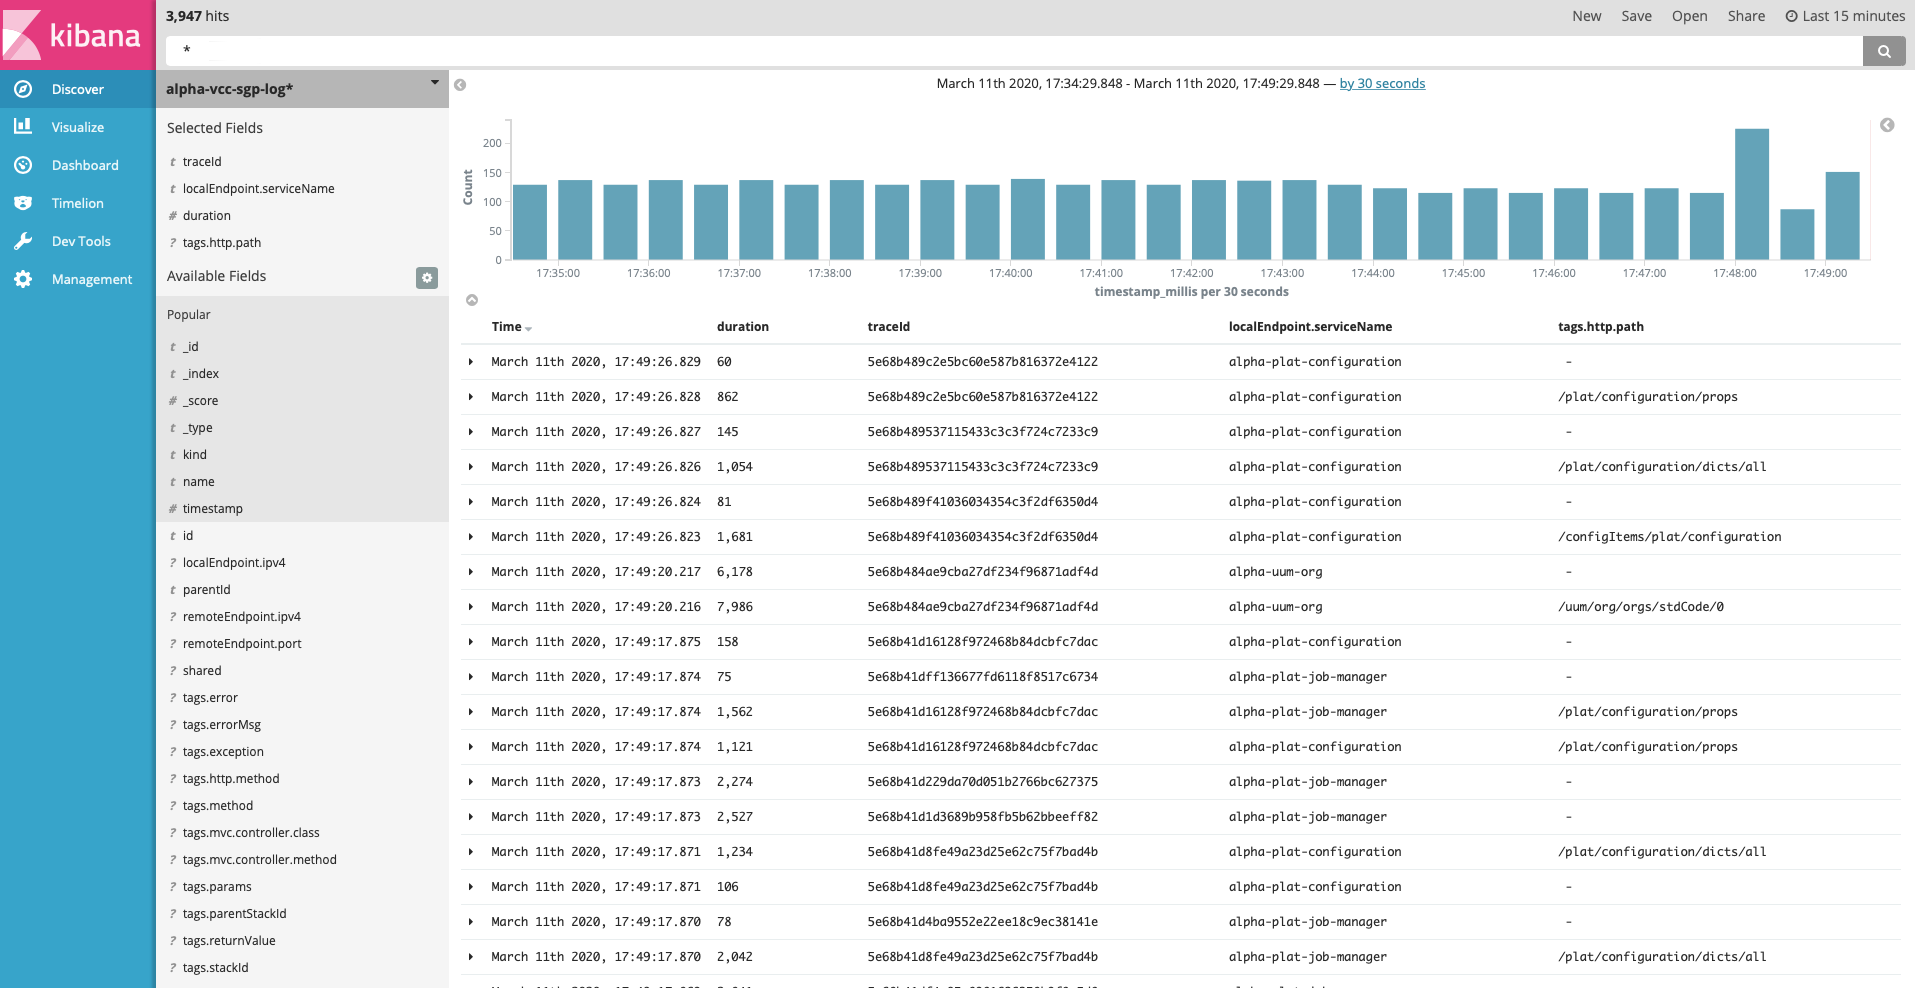 kibana
Discover
Visualize
Dashboard
Timelion
Dev Tools
Management
3,947 hits
New Save Open Share Last 15 minutes
*
alpha-vcc-sgp-log*
Selected Fields
t traceId
t localEndpoint.serviceName
# duration
? tags.http.path
Available Fields
Popular
t _id
t _index
# _score
t _type
t kind
t name
# timestamp
t id
? localEndpoint.ipv4
t parentId
? remoteEndpoint.ipv4
? remoteEndpoint.port
? shared
? tags.error
? tags.errorMsg
? tags.exception
? tags.http.method
? tags.method
? tags.mvc.controller.class
? tags.mvc.controller.method
? tags.params
? tags.parentStackId
? tags.returnValue
? tags.stackId
March 11th 2020, 17:34:29.848 - March 11th 2020, 17:49:29.848 — by 30 seconds
Count
200
150
100
50
0
17:35:00 17:36:00 17:37:00 17:38:00 17:39:00 17:40:00 17:41:00 17:42:00 17:43:00 17:44:00 17:45:00 17:46:00 17:47:00 17:48:00 17:49:00
timestamp_millis per 30 seconds
Time duration traceId localEndpoint.serviceName tags.http.path
March 11th 2020, 17:49:26.829 60 5e68b489c2e5bc60e587b816372e4122 alpha-plat-configuration -
March 11th 2020, 17:49:26.828 862 5e68b489c2e5bc60e587b816372e4122 alpha-plat-configuration /plat/configuration/props
March 11th 2020, 17:49:26.827 145 5e68b489537115433c3c3f724c7233c9 alpha-plat-configuration -
March 11th 2020, 17:49:26.826 1,054 5e68b489537115433c3c3f724c7233c9 alpha-plat-configuration /plat/configuration/dicts/all
March 11th 2020, 17:49:26.824 81 5e68b489f41036034354c3f2df6350d4 alpha-plat-configuration -
March 11th 2020, 17:49:26.823 1,681 5e68b489f41036034354c3f2df6350d4 alpha-plat-configuration /configItems/plat/configuration
March 11th 2020, 17:49:20.217 6,178 5e68b484ae9cba27df234f96871adf4d alpha-uum-org -
March 11th 2020, 17:49:20.216 7,986 5e68b484ae9cba27df234f96871adf4d alpha-uum-org /uum/org/orgs/stdCode/0
March 11th 2020, 17:49:17.875 158 5e68b41d16128f972468b84dcbfc7dac alpha-plat-configuration -
March 11th 2020, 17:49:17.874 75 5e68b41dff136677fd6118f8517c6734 alpha-plat-job-manager -
March 11th 2020, 17:49:17.874 1,562 5e68b41d16128f972468b84dcbfc7dac alpha-plat-job-manager /plat/configuration/props
March 11th 2020, 17:49:17.874 1,121 5e68b41d16128f972468b84dcbfc7dac alpha-plat-configuration /plat/configuration/props
March 11th 2020, 17:49:17.873 2,274 5e68b41d229da70d051b2766bc627375 alpha-plat-job-manager -
March 11th 2020, 17:49:17.873 2,527 5e68b41d1d3689b958fb5b62bbeeff82 alpha-plat-job-manager -
March 11th 2020, 17:49:17.871 1,234 5e68b41d8fe49a23d25e62c75f7bad4b alpha-plat-configuration /plat/configuration/dicts/all
March 11th 2020, 17:49:17.871 106 5e68b41d8fe49a23d25e62c75f7bad4b alpha-plat-configuration -
March 11th 2020, 17:49:17.870 78 5e68b41d4ba9552e22ee18c9ec38141e alpha-plat-job-manager -
March 11th 2020, 17:49:17.870 2,042 5e68b41d8fe49a23d25e62c75f7bad4b alpha-plat-job-manager /plat/configuration/dicts/all